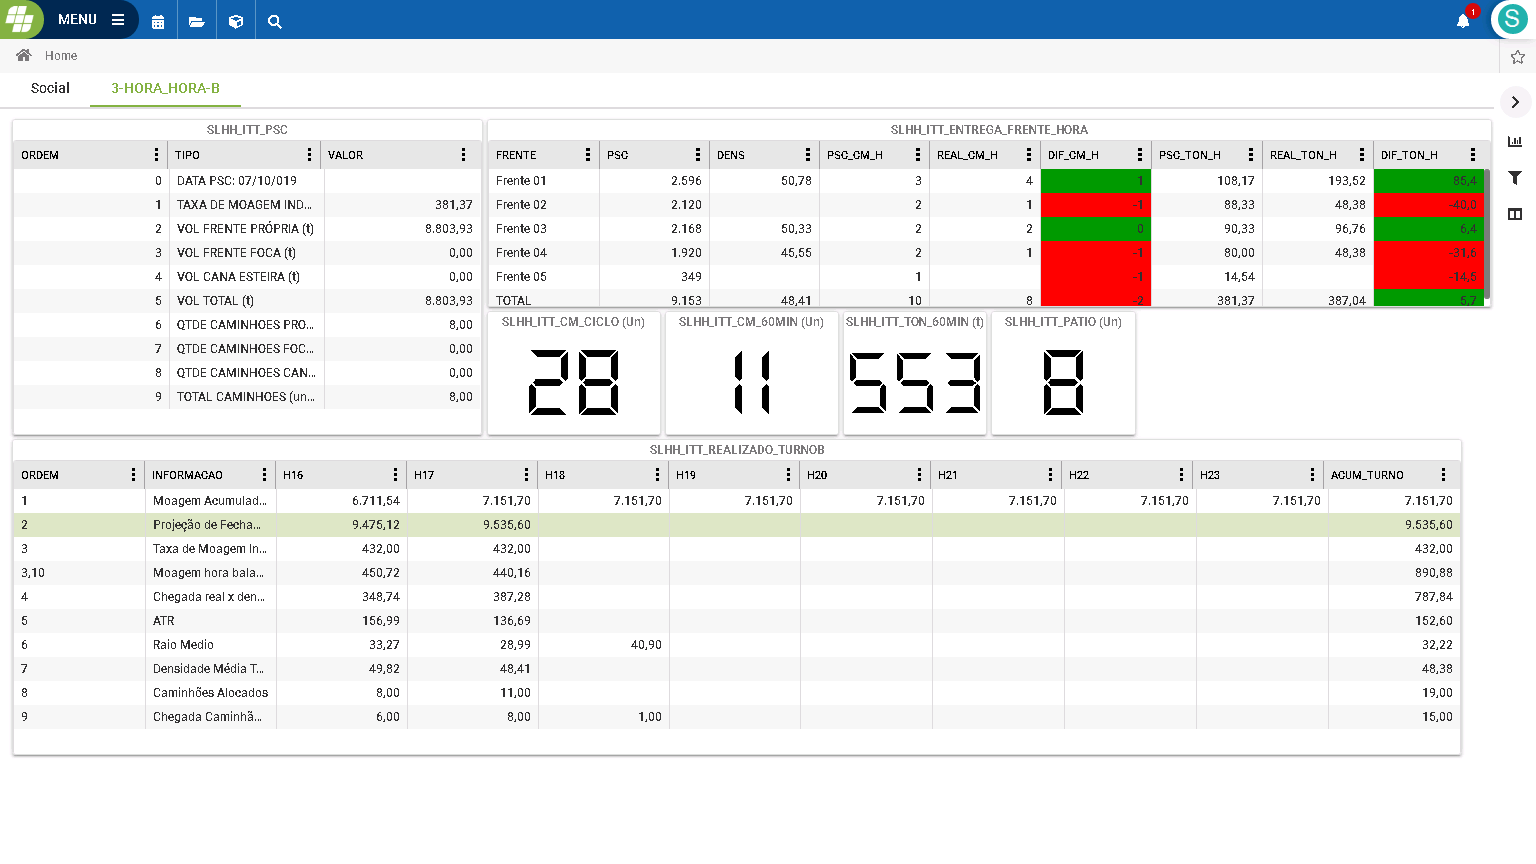 MENU
1
S
Home
Social 3-HORA_HORA-B
SLHH_ITT_PSC
ORDEM TIPO VALOR
0 DATA PSC: 07/10/019
1 TAXA DE MOAGEM IND... 381,37
2 VOL FRENTE PRÓPRIA (t) 8.803,93
3 VOL FRENTE FOCA (t) 0,00
4 VOL CANA ESTEIRA (t) 0,00
5 VOL TOTAL (t) 8.803,93
6 QTDE CAMINHOES PRO... 8,00
7 QTDE CAMINHOES FOC... 0,00
8 QTDE CAMINHOES CAN... 0,00
9 TOTAL CAMINHOES (un... 8,00
SLHH_ITT_ENTREGA_FRENTE_HORA
FRENTE PSC DENS PSC_CM_H REAL_CM_H DIF_CM_H PSC_TON_H REAL_TON_H DIF_TON_H
Frente 01 2.596 50,78 3 4 1 108,17 193,52 85,4
Frente 02 2.120 2 1 -1 88,33 48,38 -40,0
Frente 03 2.168 50,33 2 2 0 90,33 96,76 6,4
Frente 04 1.920 45,55 2 1 -1 80,00 48,38 -31,6
Frente 05 349 1 -1 14,54 -14,5
TOTAL 9.153 48,41 10 8 -2 381,37 387,04 5,7
SLHH_ITT_CM_CICLO (Un)
28
SLHH_ITT_CM_60MIN (Un)
11
SLHH_ITT_TON_60MIN (t)
553
SLHH_ITT_PATIO (Un)
8
SLHH_ITT_REALIZADO_TURNOB
ORDEM INFORMACAO H16 H17 H18 H19 H20 H21 H22 H23 AGUM_TURNO
1 Moagem Acumulad... 6.711,54 7.151,70 7.151,70 7.151,70 7.151,70 7.151,70 7.151,70 7.151,70 7.151,70
2 Projeção de Fecha... 9.475,12 9.535,60 9.535,60
3 Taxa de Moagem In... 432,00 432,00 432,00
3,10 Moagem hora bala... 450,72 440,16 890,88
4 Chegada real x den... 348,74 387,28 787,84
5 ATR 156,99 136,69 152,60
6 Raio Medio 33,27 28,99 40,90 32,22
7 Densidade Média T... 49,82 48,41 48,38
8 Caminhões Alocados 8,00 11,00 19,00
9 Chegada Caminhã... 6,00 8,00 1,00 15,00